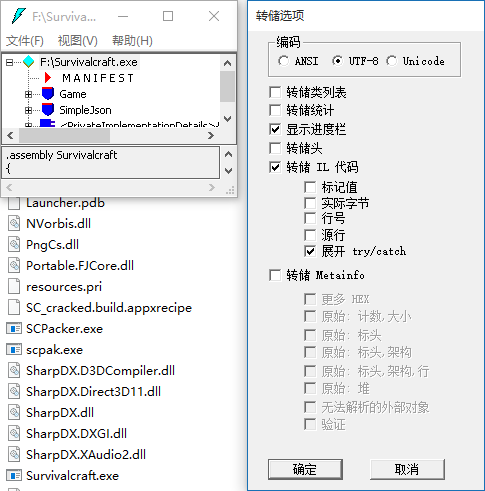 F:\Survivalc...
文件(F) 视图(V) 帮助(H)
F:\Survivalcraft.exe
MANIFEST
Game
SimpleJson
<PrivateImplementationDetails>{
.assembly Survivalcraft
{
Launcher.pdb
NVorbis.dll
PngCs.dll
Portable.FJCore.dll
resources.pri
SC_cracked.build.appxrecipe
SCPacker.exe
scpak.exe
SharpDX.D3DCompiler.dll
SharpDX.Direct3D11.dll
SharpDX.dll
SharpDX.DXGI.dll
SharpDX.XAudio2.dll
Survivalcraft.exe
转储选项
编码
ANSI UTF-8 Unicode
转储类列表
转储统计
显示进度栏
转储头
转储 IL 代码
标记值
实际字节
行号
源行
展开 try/catch
转储 Metainfo
更多 HEX
原始: 计数,大小
原始: 标头
原始: 标头,架构
原始: 标头,架构,行
原始: 堆
无法解析的外部对象
验证
确定 取消